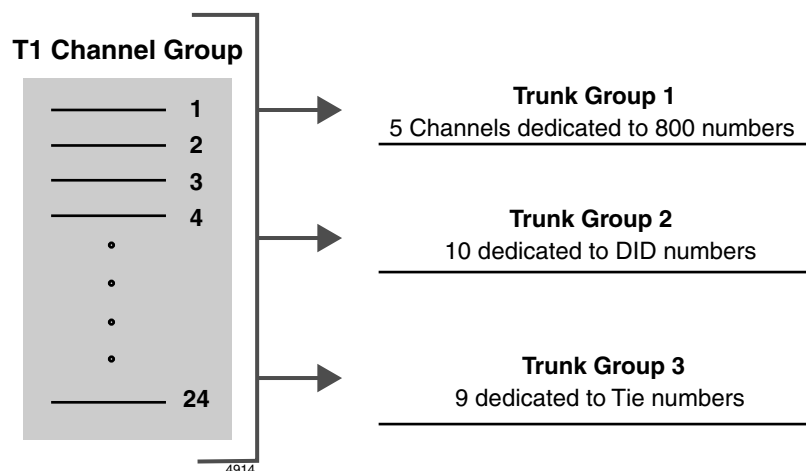 T1 Channel Group
1
2
3
4
24
Trunk Group 1
5 Channels dedicated to 800 numbers
Trunk Group 2
10 dedicated to DID numbers
Trunk Group 3
9 dedicated to Tie numbers
4914